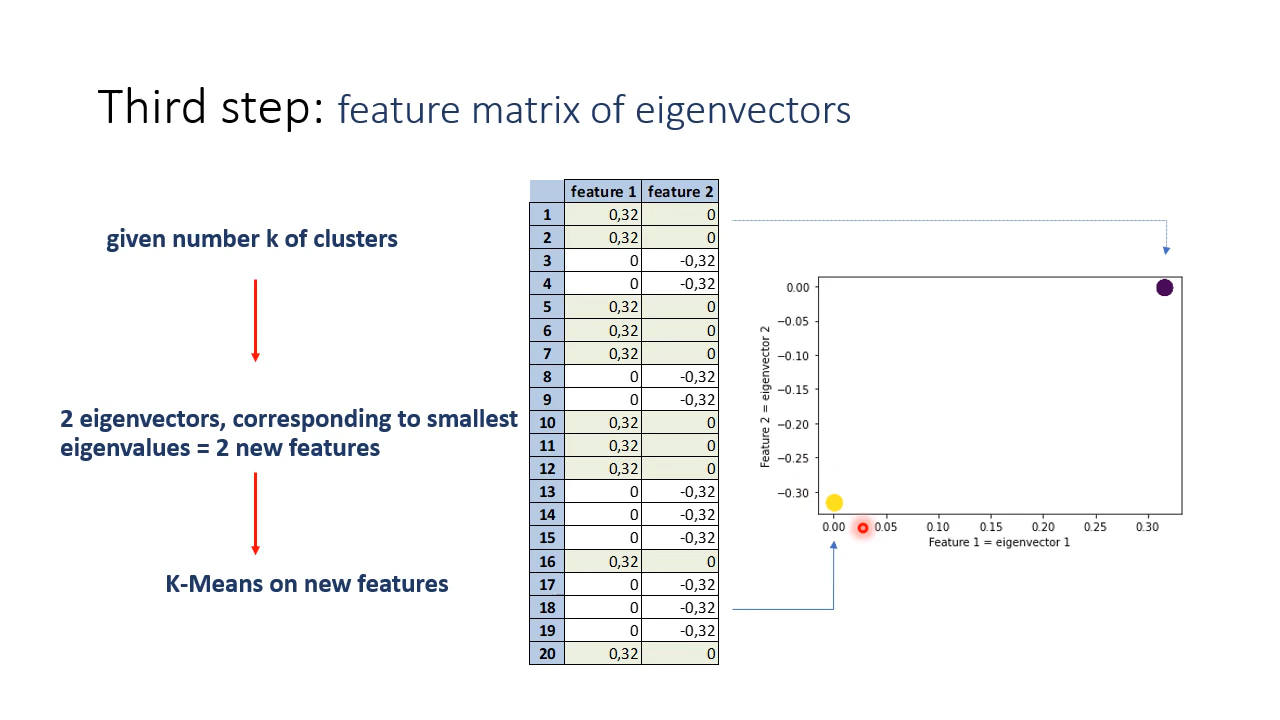 Third step: feature matrix of eigenvectors
given number k of clusters
2 eigenvectors, corresponding to smallest
eigenvalues = 2 new features
K-Means on new features
feature 1 feature 2
1 0,32 0
2 0,32 0
3 0 -0,32
4 0 -0,32
5 0,32 0
6 0,32 0
7 0,32 0
8 0 -0,32
9 0 -0,32
10 0,32 0
11 0,32 0
12 0,32 0
13 0 -0,32
14 0 -0,32
15 0 -0,32
16 0,32 0
17 0 -0,32
18 0 -0,32
19 0 -0,32
20 0,32 0
Feature 2 = eigenvector 2
0.00
−0.05
−0.10
−0.15
−0.20
−0.25
−0.30
0.00 0.05 0.10 0.15 0.20 0.25 0.30
Feature 1 = eigenvector 1